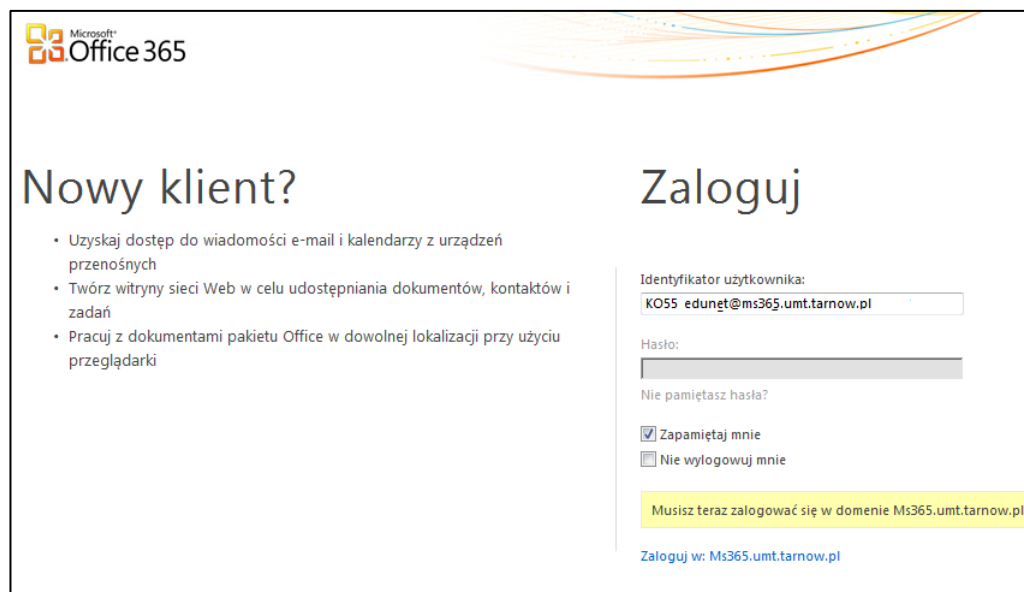 Microsoft®
Office 365
Nowy klient?
• Uzyskaj dostęp do wiadomości e-mail i kalendarzy z urządzeń
przenośnych
• Twórz witryny sieci Web w celu udostępniania dokumentów, kontaktów i
zadań
• Pracuj z dokumentami pakietu Office w dowolnej lokalizacji przy użyciu
przeglądarki
Zaloguj
Identyfikator użytkownika:
KO55 edunet@ms365.umt.tarnow.pl
Hasło:
Nie pamiętasz hasła?
Zapamiętaj mnie
Nie wylogowuj mnie
Musisz teraz zalogować się w domenie Ms365.umt.tarnow.pl
Zaloguj w: Ms365.umt.tarnow.pl